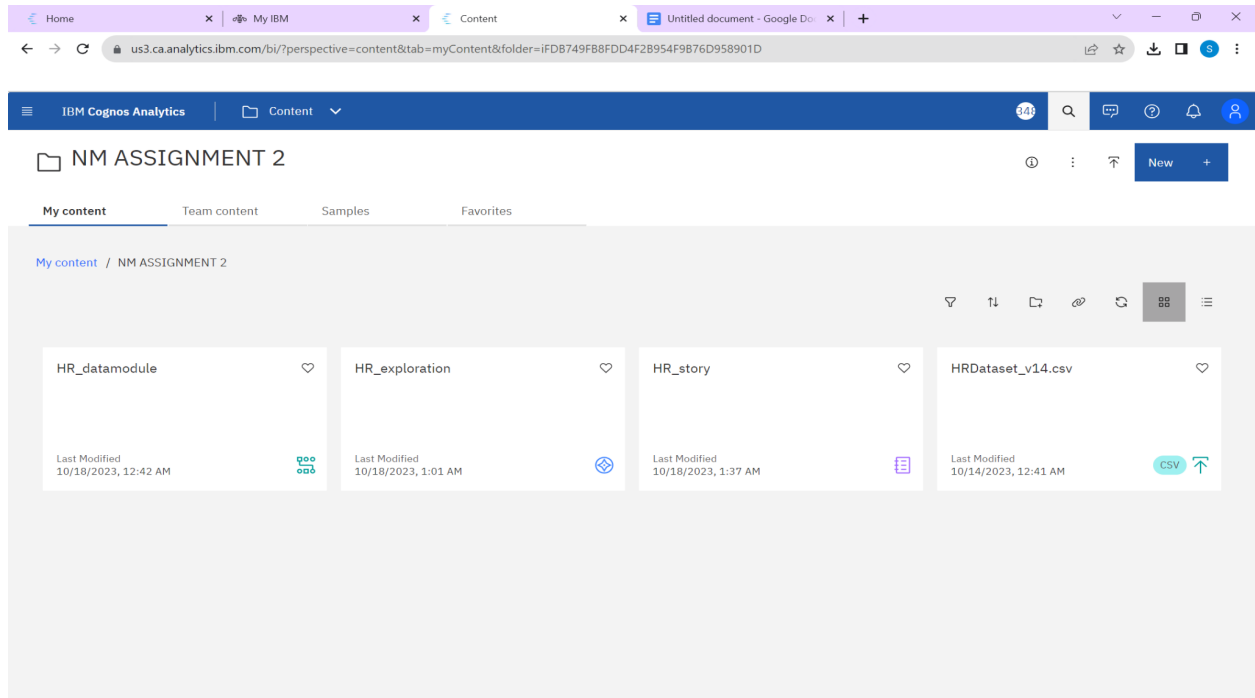 Home My IBM Content Untitled document - Google Do
us3.ca.analytics.ibm.com/bi/?perspective=content&tab=myContent&folder=iFDB749FB8FDD4F2B954F9B76D958901D S
IBM Cognos Analytics Content 348
NM ASSIGNMENT 2 New +
My content Team content Samples Favorites
My content / NM ASSIGNMENT 2
HR_datamodule HR_exploration HR_story HRDataset_v14.csv
Last Modified Last Modified Last Modified Last Modified
10/18/2023, 12:42 AM 10/18/2023, 1:01 AM 10/18/2023, 1:37 AM 10/14/2023, 12:41 AM CSV